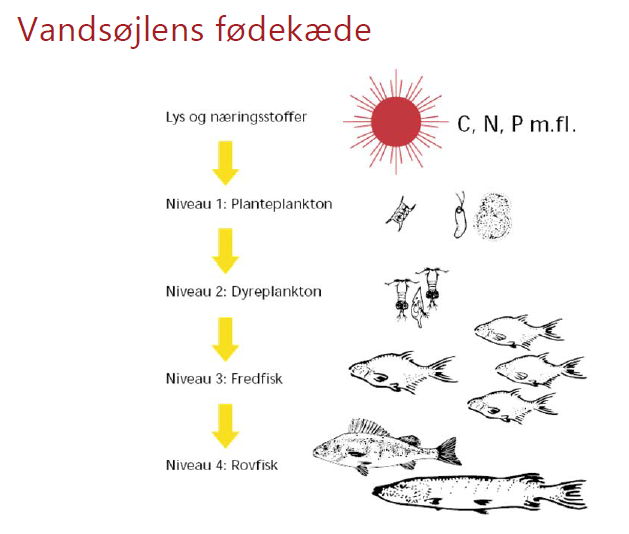 Vandsøjlens fødekæde
Lys og næringsstoffer
C, N, P m.fl.
Niveau 1: Planteplankton
Niveau 2: Dyreplankton
Niveau 3: Fredfisk
Niveau 4: Rovfisk